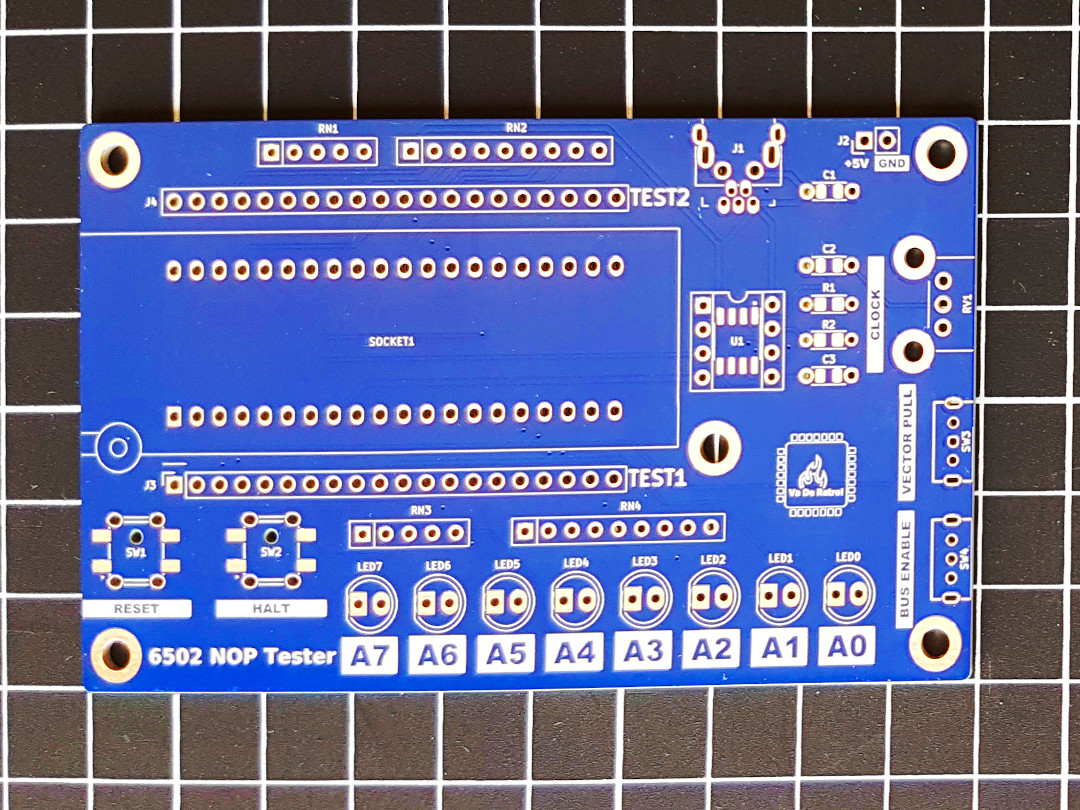 RN1
RN2
J1
J2
+5V GND
C1
J4
TEST2
C2
R1
CLOCK
RV1
SOCKET1
U1
R2
C3
VECTOR PULL
SW3
J3
TEST1
Va De Retro!
RN3
RN4
SW1
SW2
BUS ENABLE
SW4
LED7
LED6
LED5
LED4
LED3
LED2
LED1
LED0
RESET
HALT
6502 NOP Tester
A7
A6
A5
A4
A3
A2
A1
A0